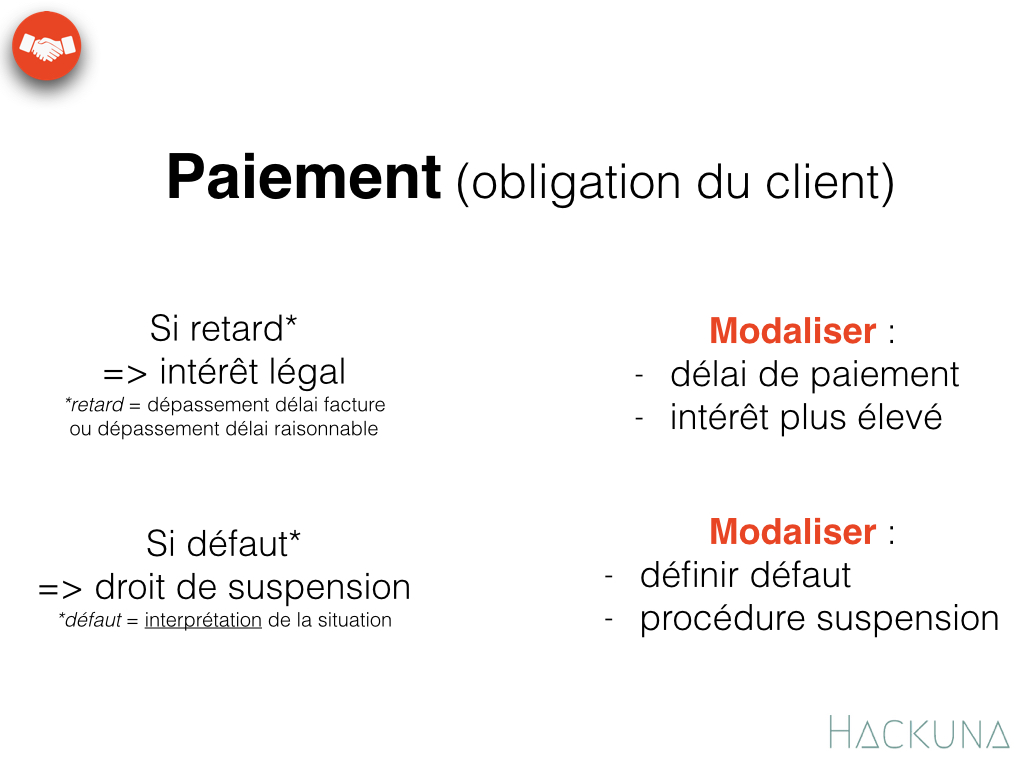 Paiement (obligation du client)
Si retard*
=> intérêt légal
*retard = dépassement délai facture
ou dépassement délai raisonnable
Modaliser :
- délai de paiement
- intérêt plus élevé
Si défaut*
=> droit de suspension
*défaut = interprétation de la situation
Modaliser :
- définir défaut
- procédure suspension
HACKUNA